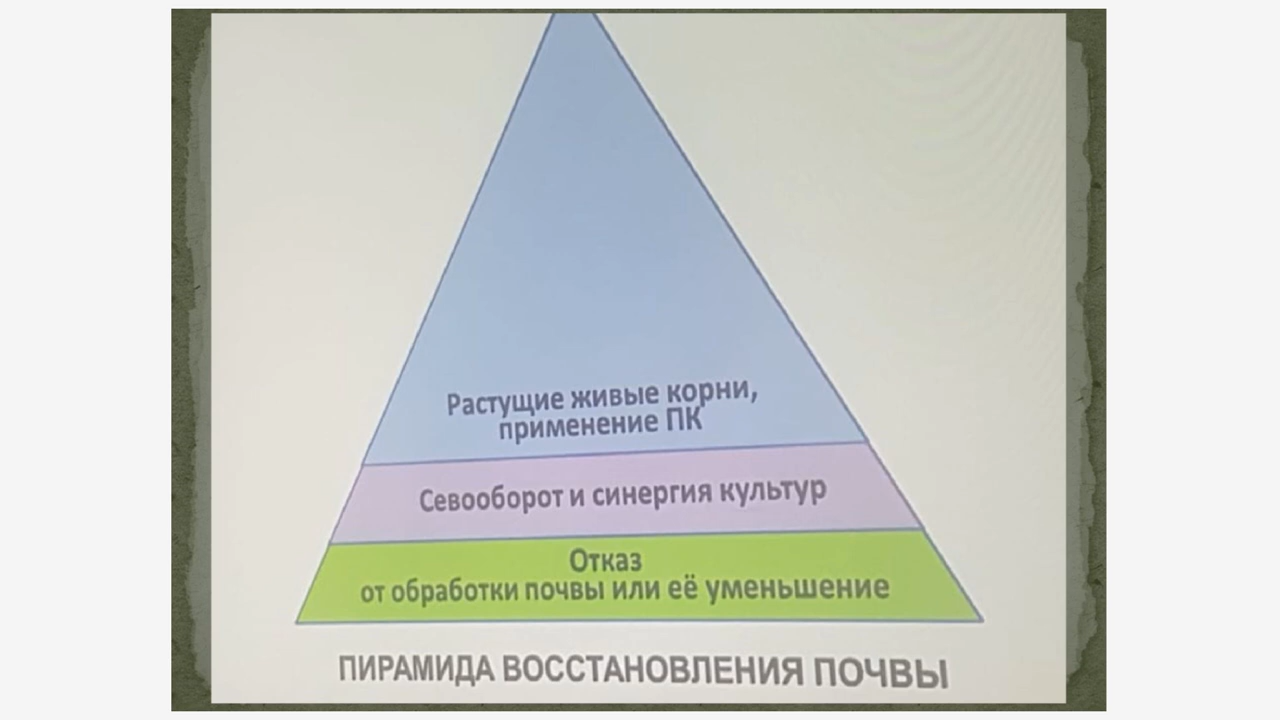 Растущие живые корни,
применение ПК
Севооборот и синергия культур
Отказ
от обработки почвы или её уменьшение
ПИРАМИДА ВОССТАНОВЛЕНИЯ ПОЧВЫ